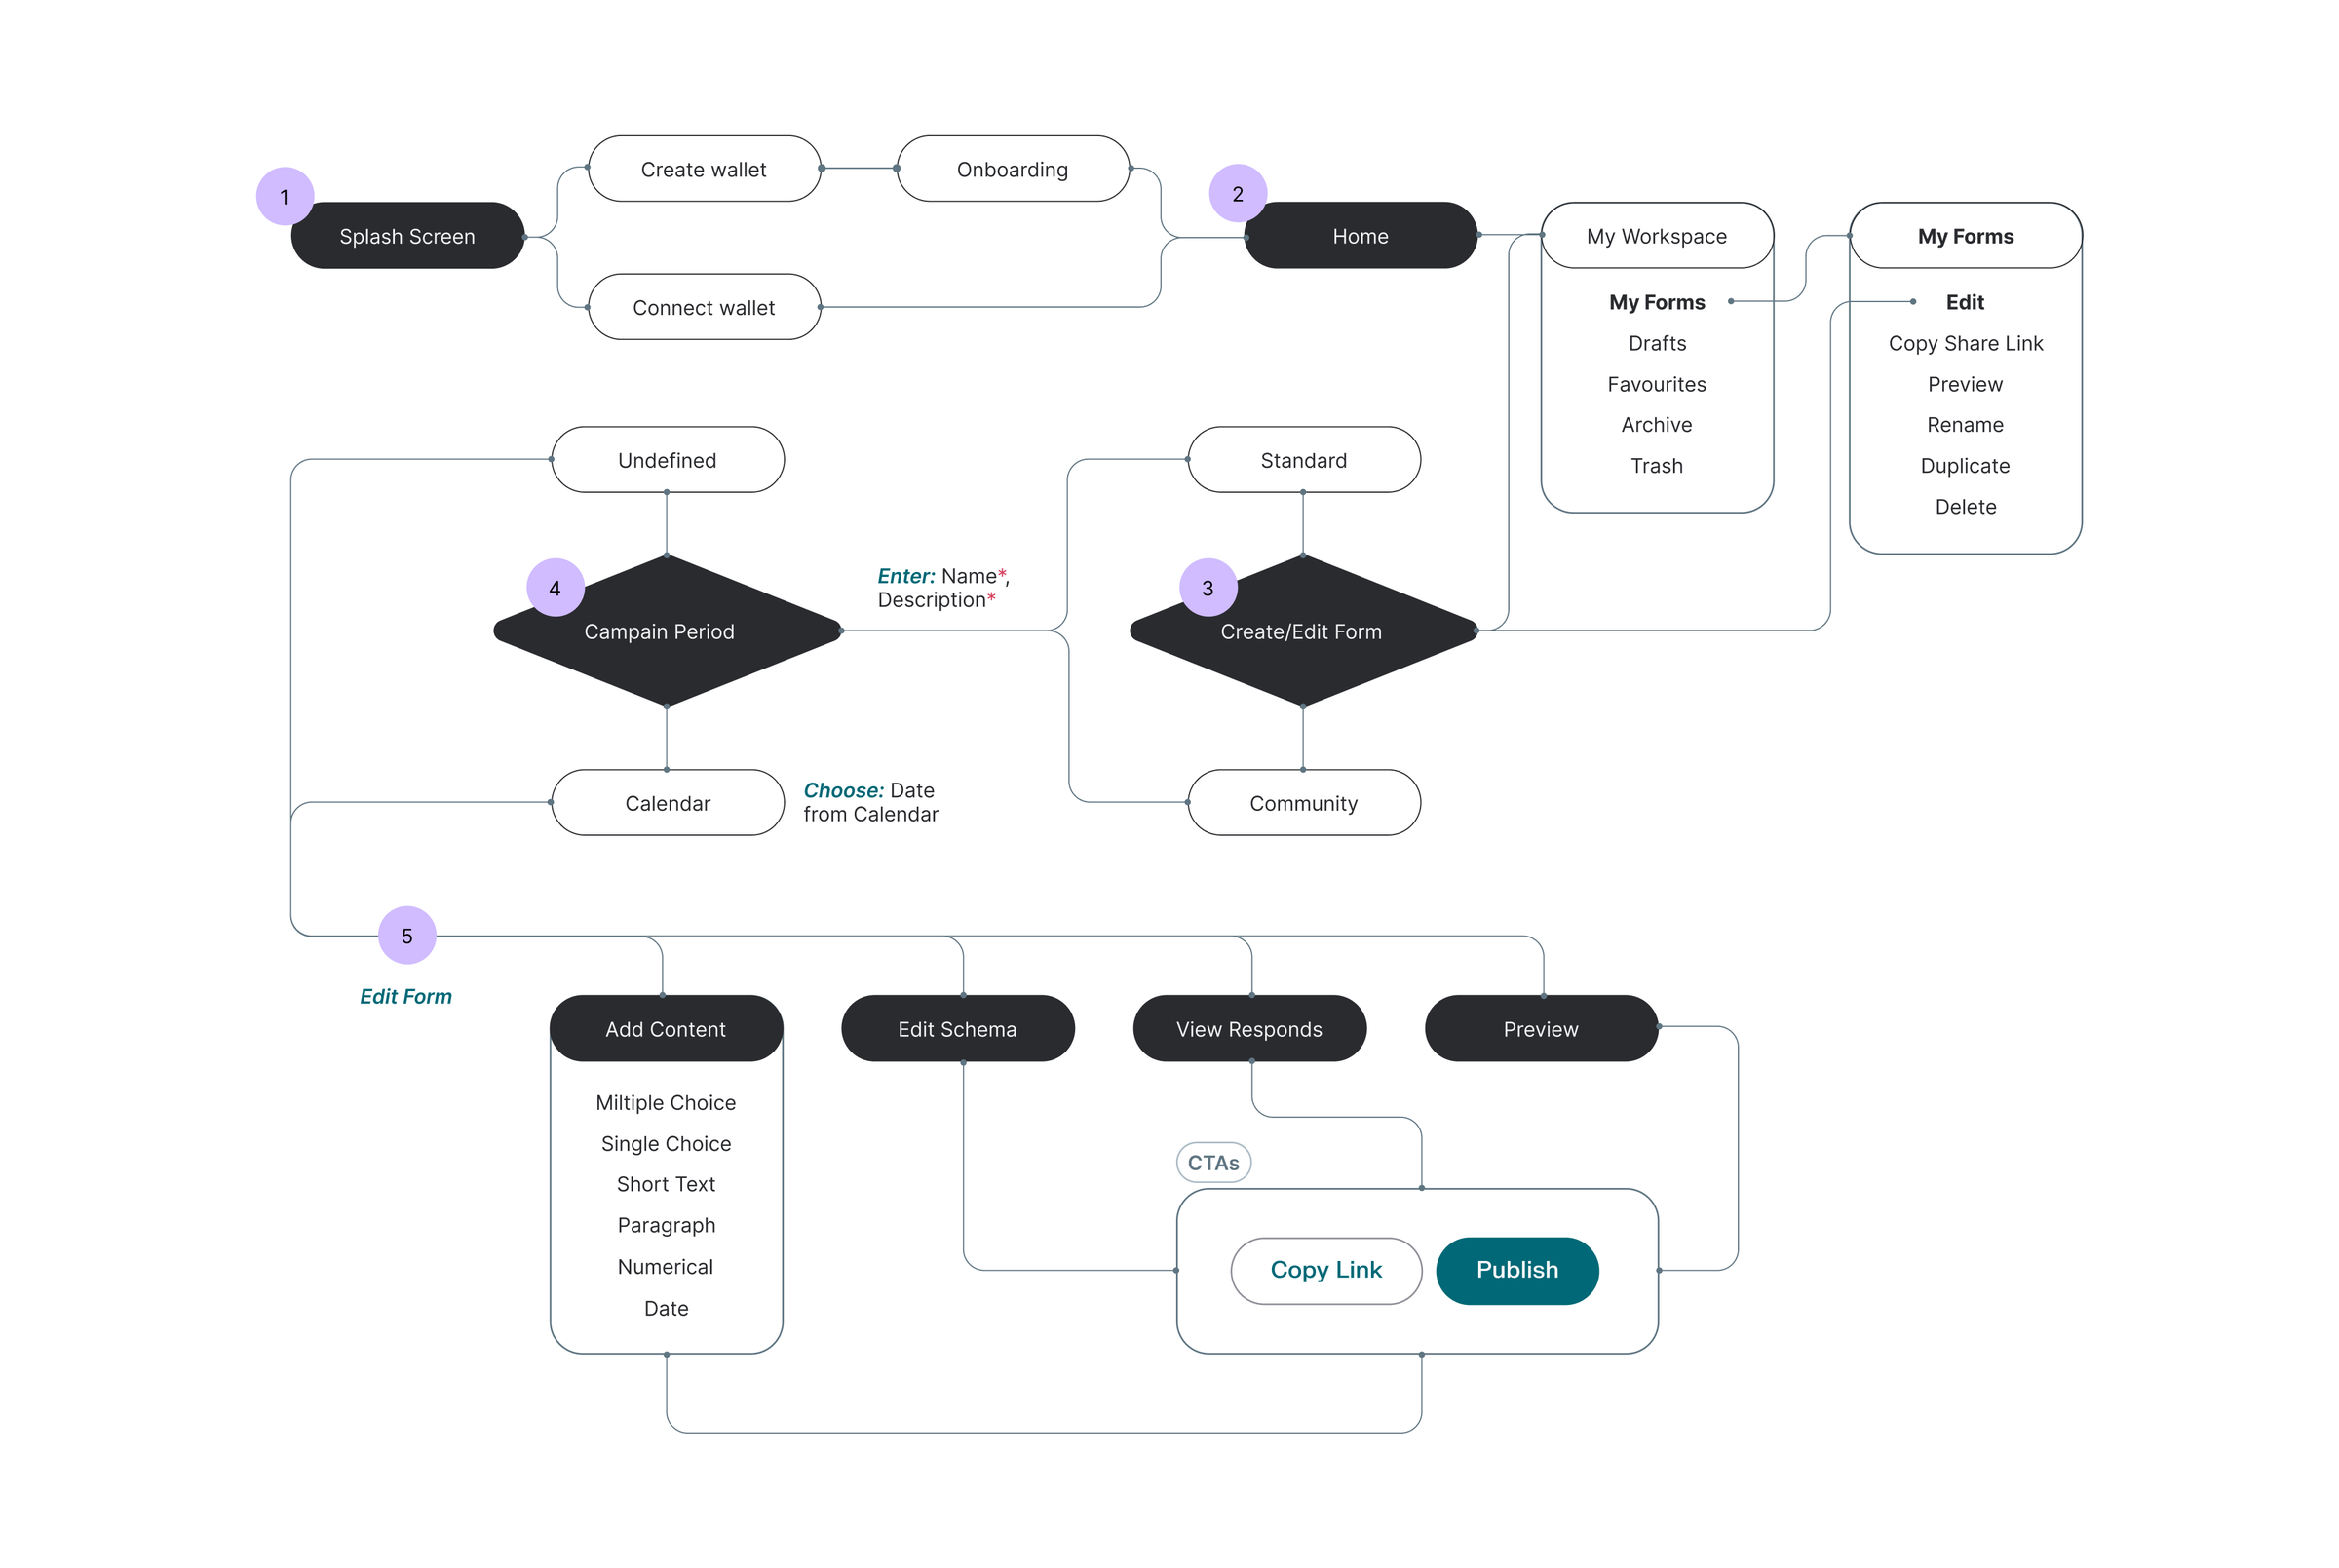 1
Splash Screen
Create wallet
Onboarding
Connect wallet
2
Home
My Workspace
My Forms
Drafts
Favourites
Archive
Trash
My Forms
Edit
Copy Share Link
Preview
Rename
Duplicate
Delete
Standard
3
Create/Edit Form
Community
Enter: Name*,
Description*
Undefined
4
Campain Period
Calendar
Choose: Date
from Calendar
5
Edit Form
Add Content
Miltiple Choice
Single Choice
Short Text
Paragraph
Numerical
Date
Edit Schema
View Responds
Preview
CTAs
Copy Link
Publish